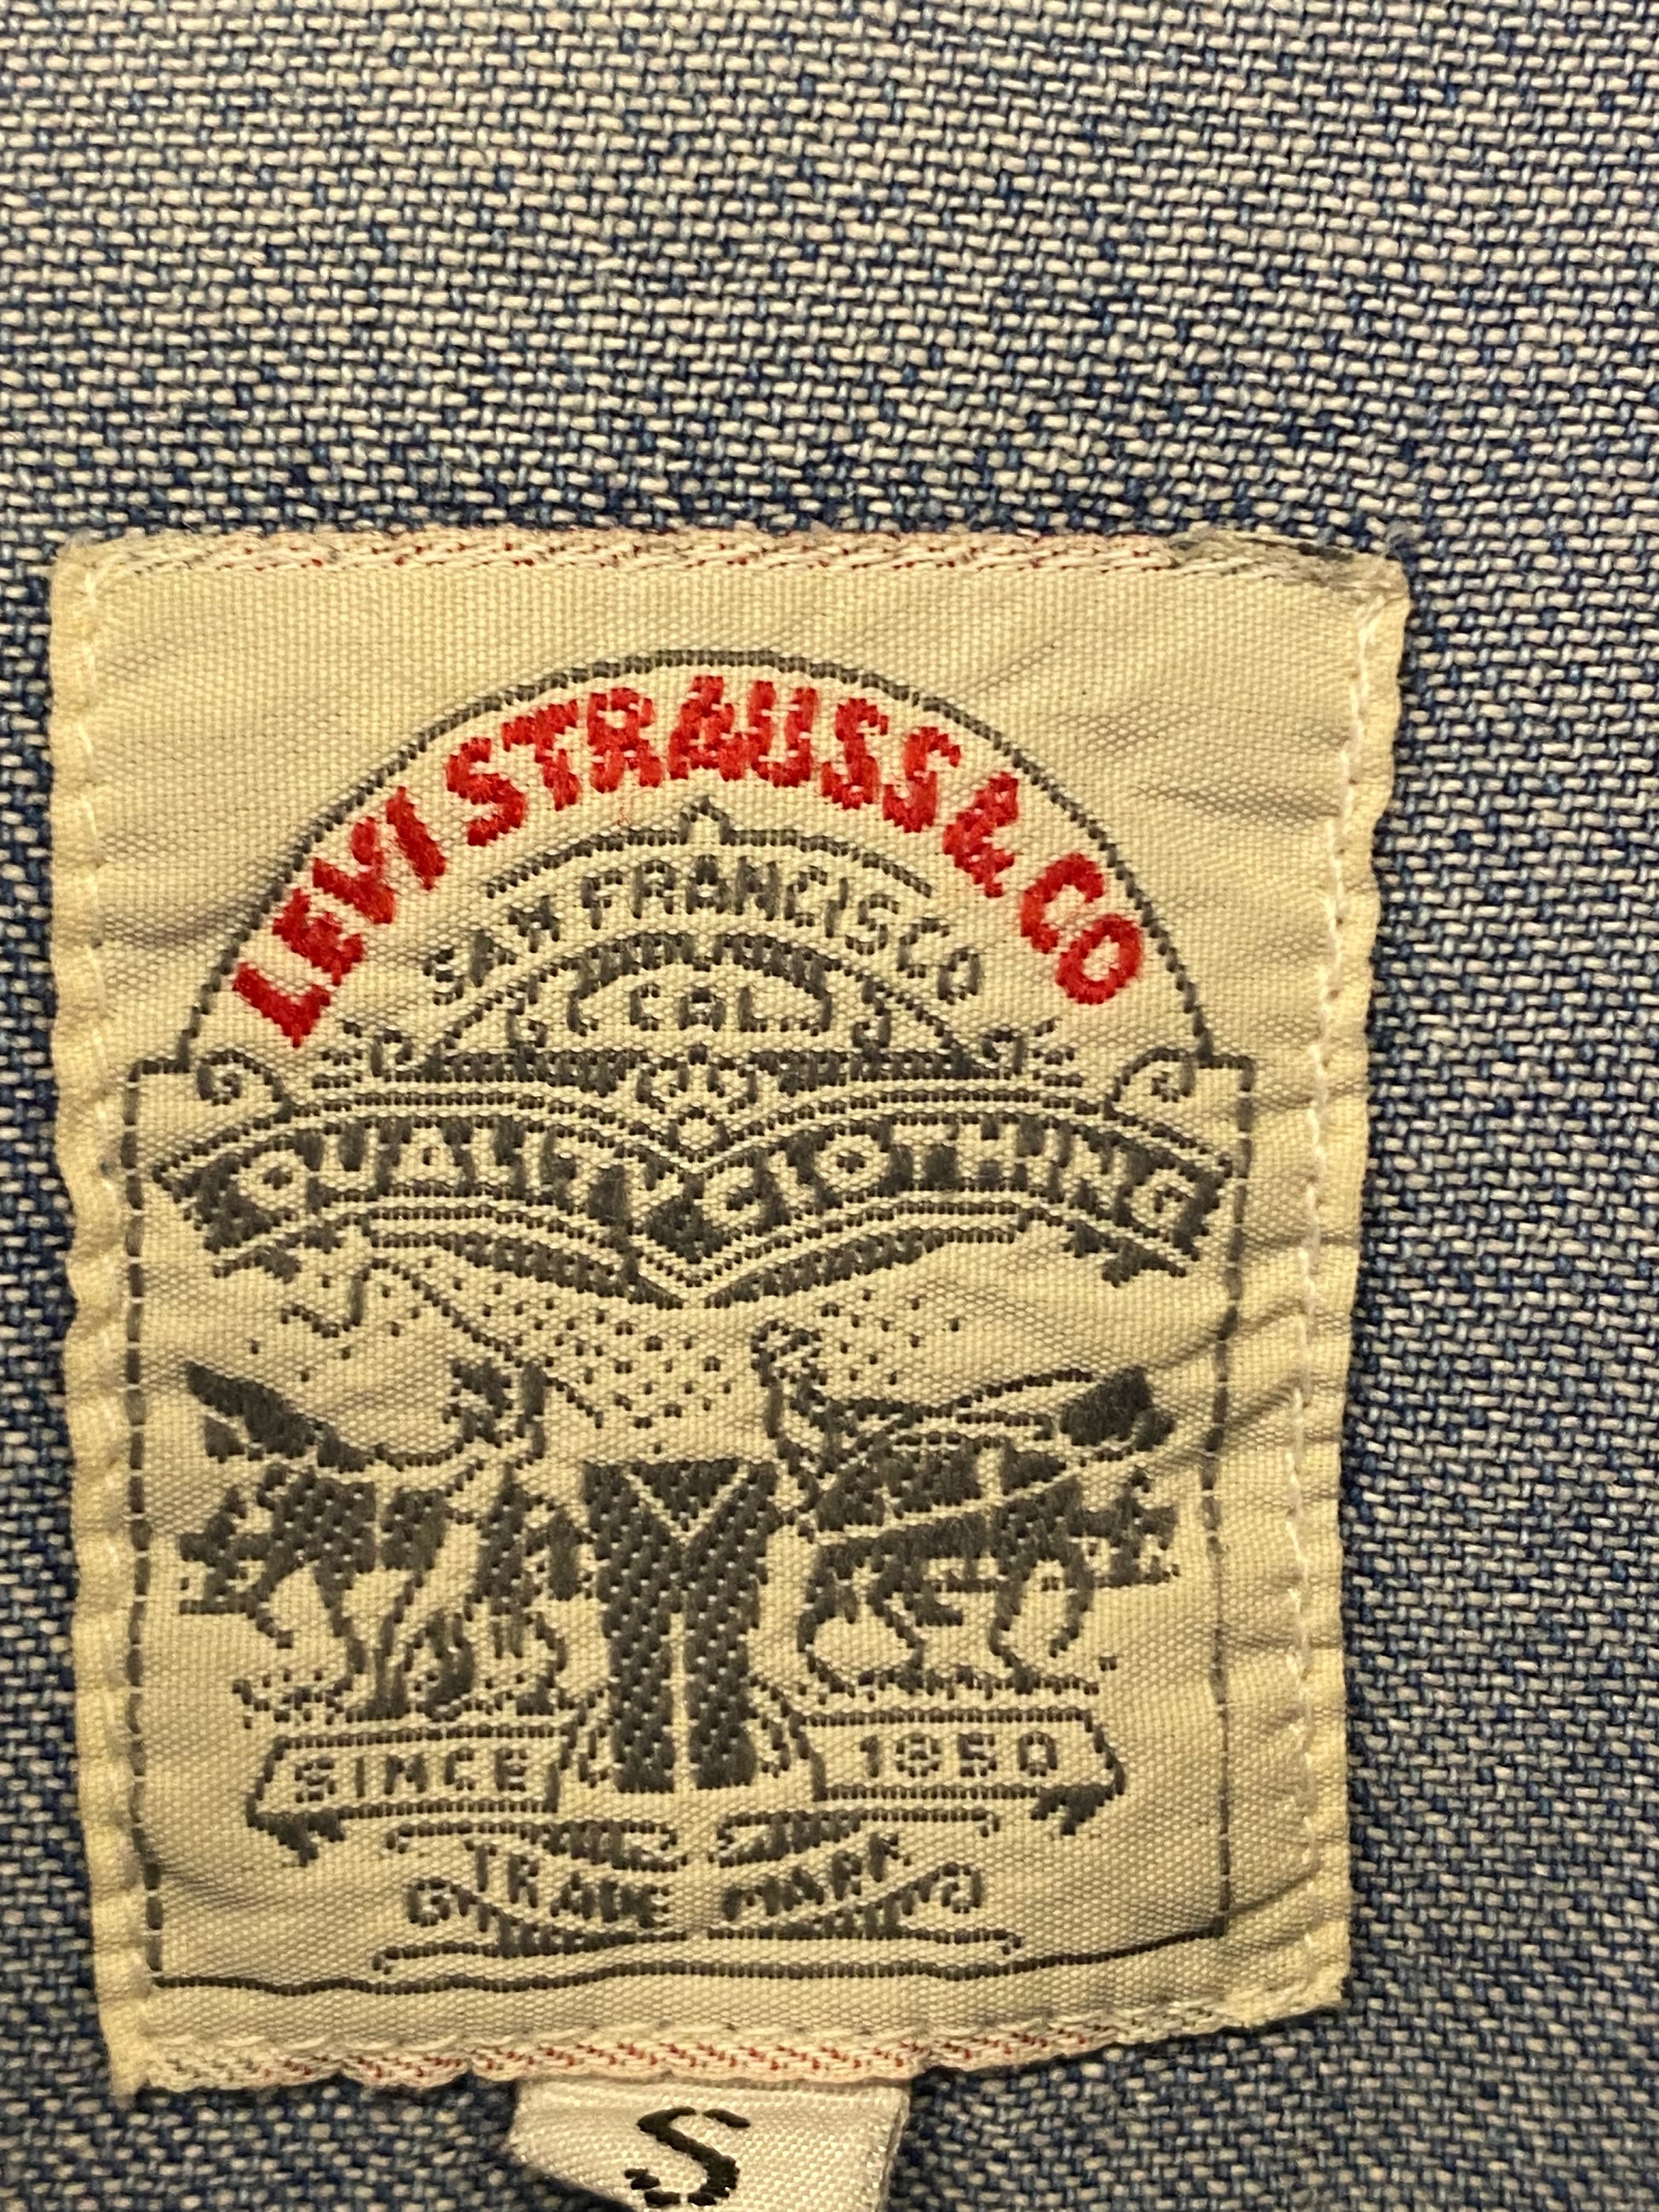 LEVI STRAUSS & CO
SAN FRANCISCO
CAL.
QUALITY CLOTHING
SINCE 1850
TRADE MARK
S